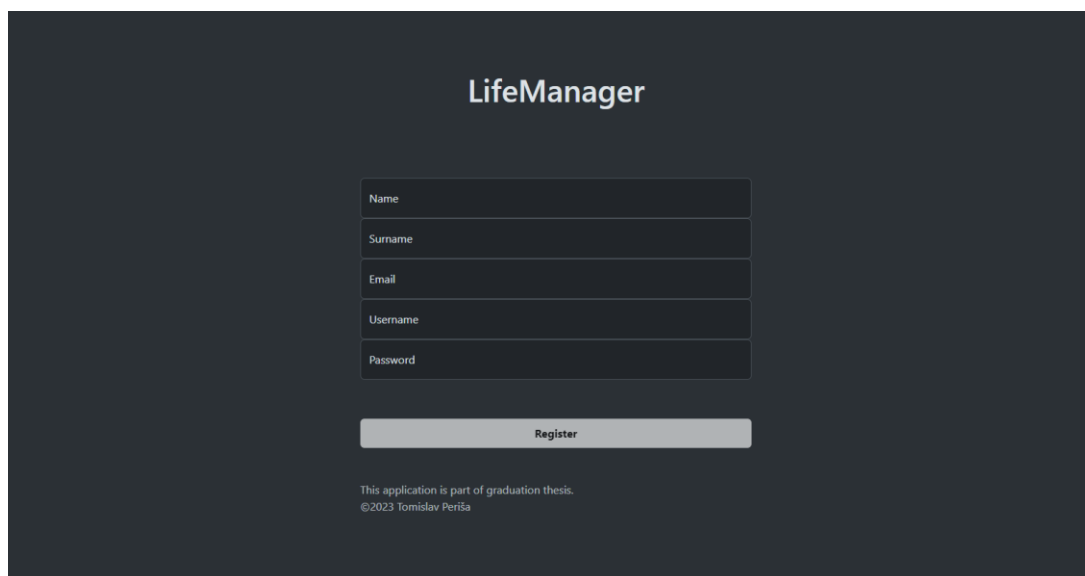 LifeManager
Name
Surname
Email
Username
Password
Register
This application is part of graduation thesis.
©2023 Tomislav Periša